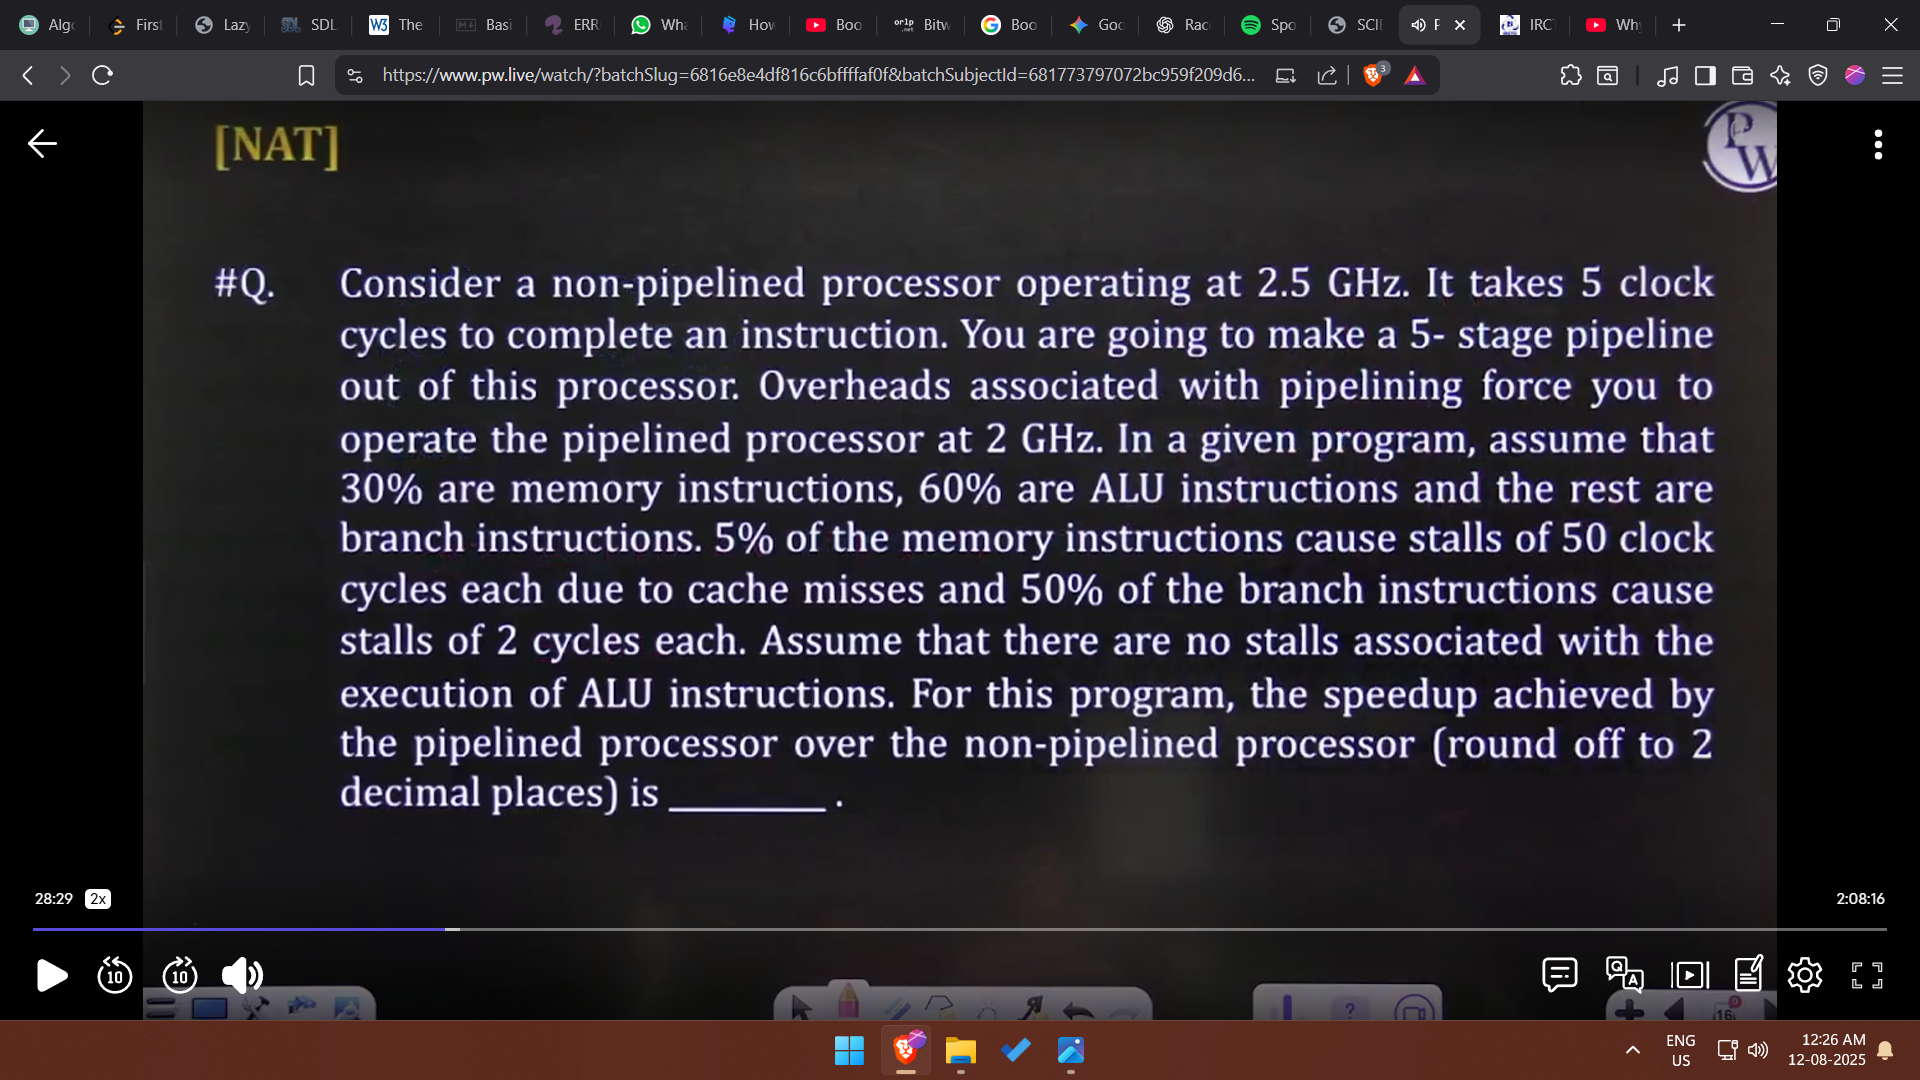 Algo
First
Lazy
SDL
The
Basi
ERR
Wha
How
Boo
Bitw
Boo
Goo
Rac
Spo
SCIE
F
IRCT
Why
https://www.pw.live/watch/?batchSlug=6816e8e4df816c6bffffaf0f&batchSubjectId=681773797072bc959f209d6...
3
[NAT]
PW
#Q. Consider a non-pipelined processor operating at 2.5 GHz. It takes 5 clock
cycles to complete an instruction. You are going to make a 5- stage pipeline
out of this processor. Overheads associated with pipelining force you to
operate the pipelined processor at 2 GHz. In a given program, assume that
30% are memory instructions, 60% are ALU instructions and the rest are
branch instructions. 5% of the memory instructions cause stalls of 50 clock
cycles each due to cache misses and 50% of the branch instructions cause
stalls of 2 cycles each. Assume that there are no stalls associated with the
execution of ALU instructions. For this program, the speedup achieved by
the pipelined processor over the non-pipelined processor (round off to 2
decimal places) is ________ .
28:29 2x
2:08:16
10
10
ENG
US
12:26 AM
12-08-2025